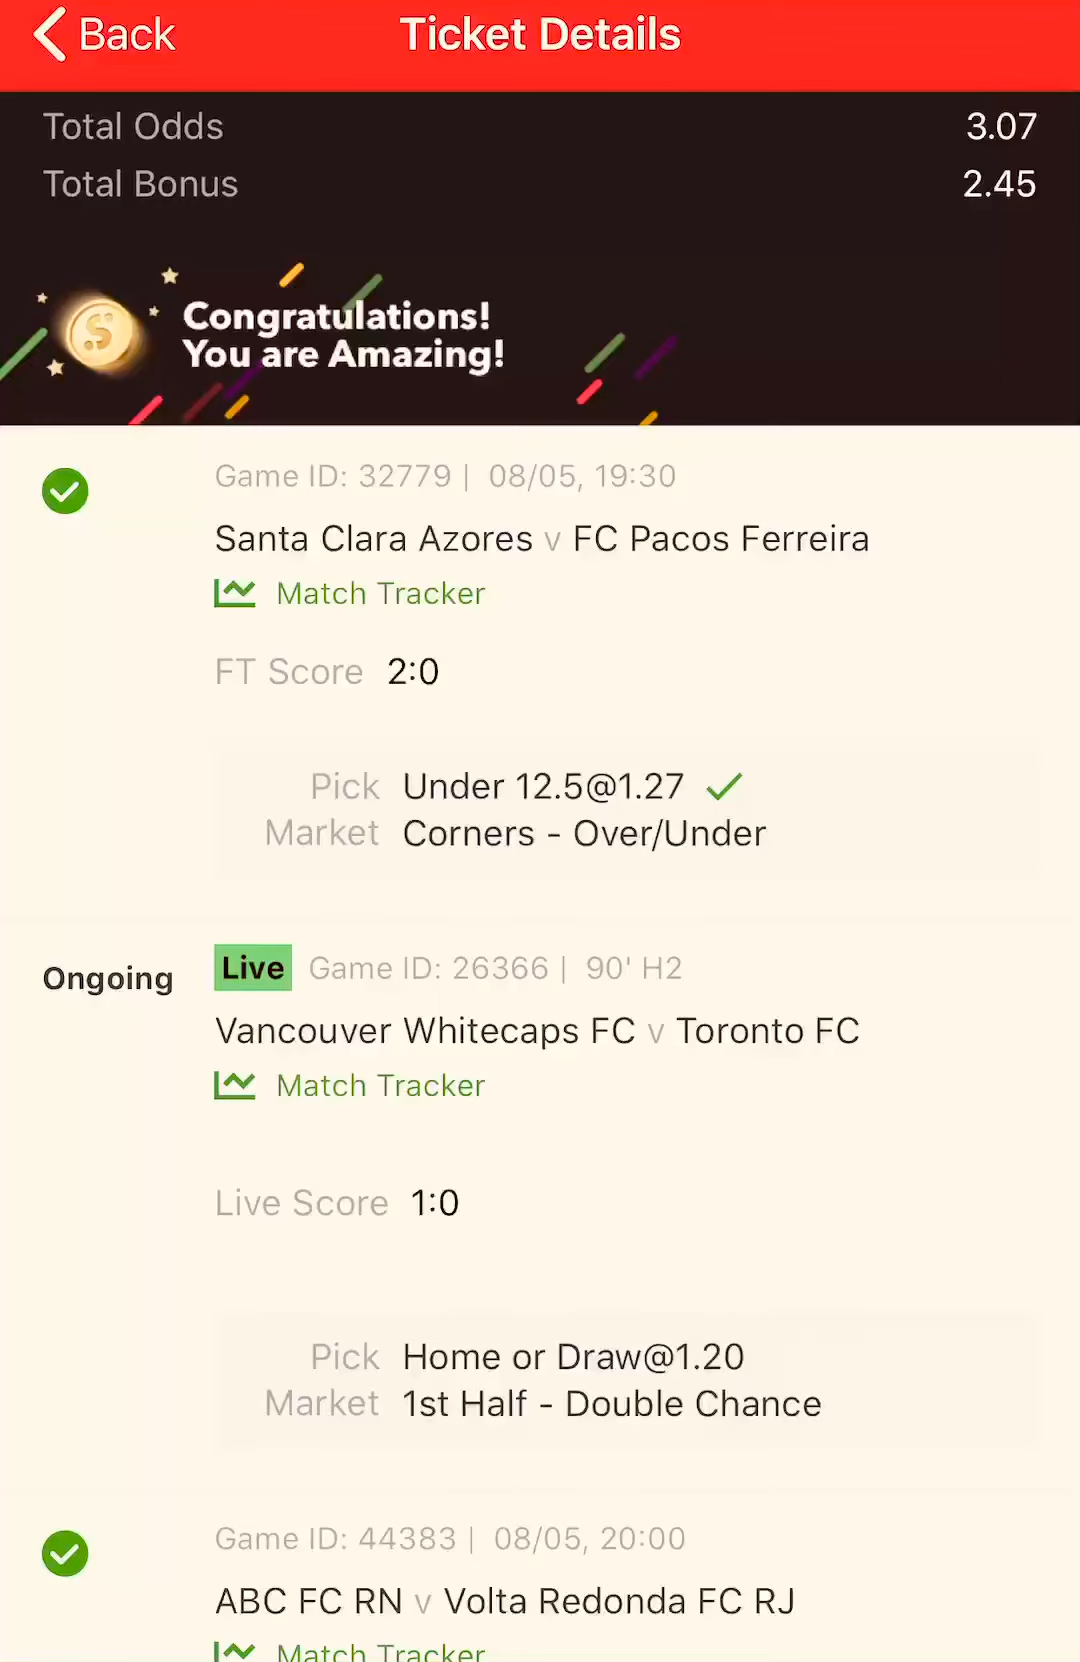 Back
Ticket Details
Total Odds 3.07
Total Bonus 2.45
Congratulations!
You are Amazing!
Game ID: 32779 | 08/05, 19:30
Santa Clara Azores v FC Pacos Ferreira
Match Tracker
FT Score 2:0
Pick Under 12.5@1.27
Market Corners - Over/Under
Ongoing Live Game ID: 26366 | 90' H2
Vancouver Whitecaps FC v Toronto FC
Match Tracker
Live Score 1:0
Pick Home or Draw@1.20
Market 1st Half - Double Chance
Game ID: 44383 | 08/05, 20:00
ABC FC RN v Volta Redonda FC RJ
Match Tracker